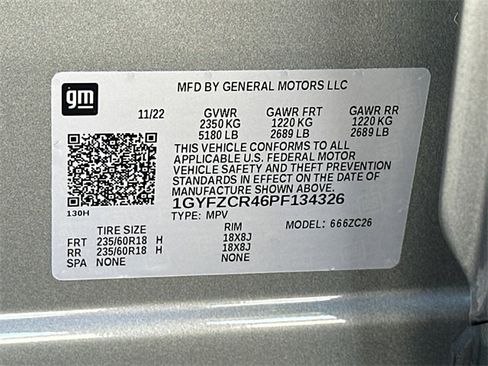 gm
MFD BY GENERAL MOTORS LLC
11/22 GVWR GAWR FRT GAWR RR
2350 KG 1220 KG 1220 KG
5180 LB 2689 LB 2689 LB
THIS VEHICLE CONFORMS TO ALL
APPLICABLE U.S. FEDERAL MOTOR
VEHICLE SAFETY AND THEFT PREVENTION
STANDARDS IN EFFECT ON THE DATE OF
MANUFACTURE SHOWN ABOVE.
1GYFZCR46PF134326
130H
TYPE: MPV MODEL: 666ZC26
TIRE SIZE RIM
FRT 235/60R18 H 18X8J
RR 235/60R18 H 18X8J
SPA NONE NONE